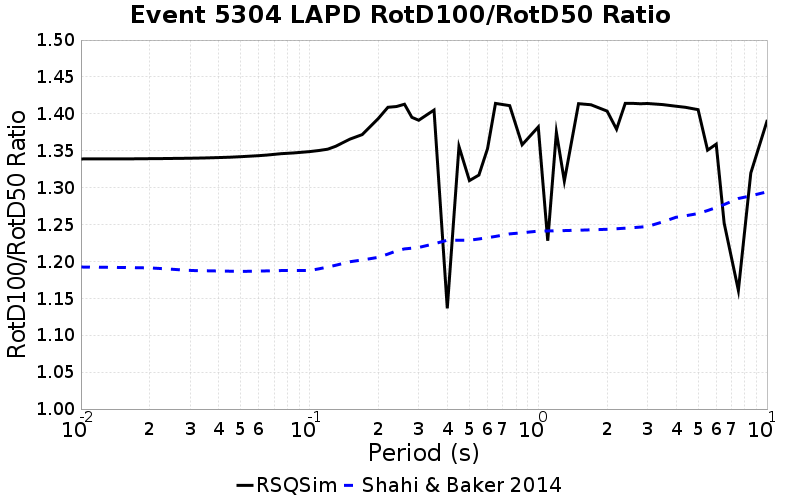 Event 5304 LAPD RotD100/RotD50 Ratio
RotD100/RotD50 Ratio
1.50
1.45
1.40
1.35
1.30
1.25
1.20
1.15
1.10
1.05
1.00
10-2 2 3 4 5 6 10-1 2 3 4 5 6 7 100 2 3 4 5 6 7 101
Period (s)
RSQSim Shahi & Baker 2014